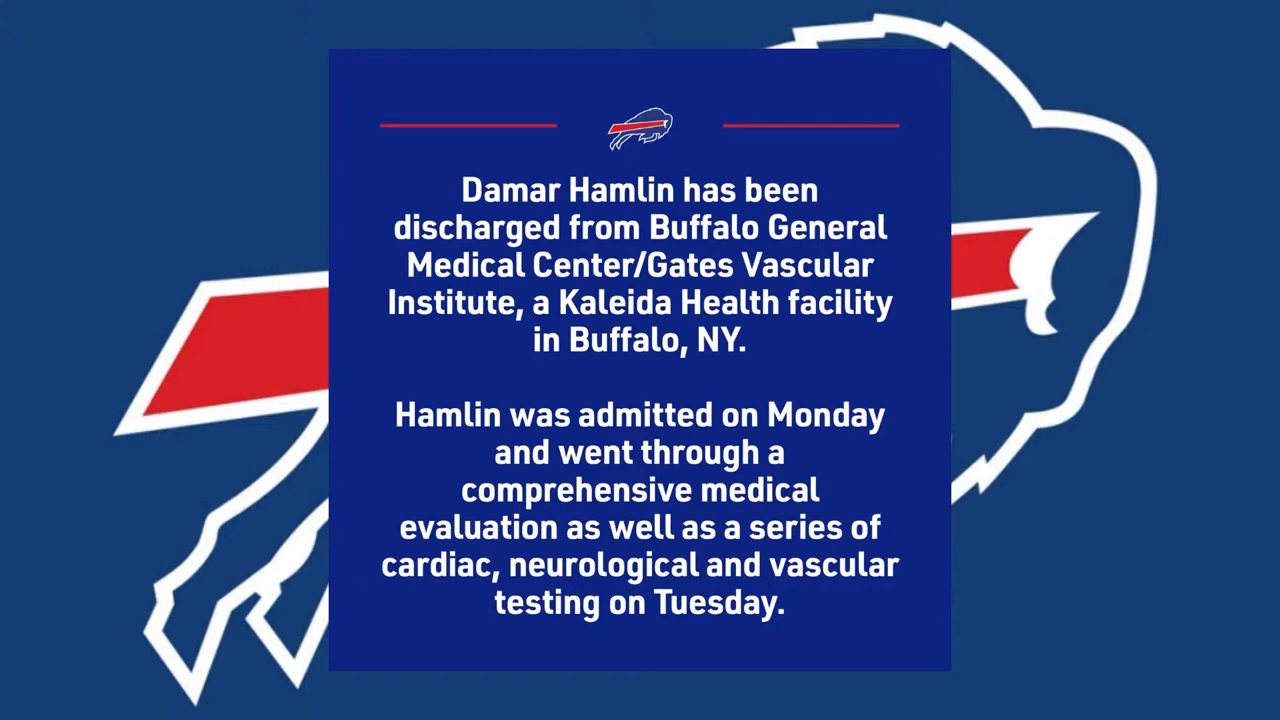 Damar Hamlin has been
discharged from Buffalo General
Medical Center/Gates Vascular
Institute, a Kaleida Health facility
in Buffalo, NY.
Hamlin was admitted on Monday
and went through a
comprehensive medical
evaluation as well as a series of
cardiac, neurological and vascular
testing on Tuesday.